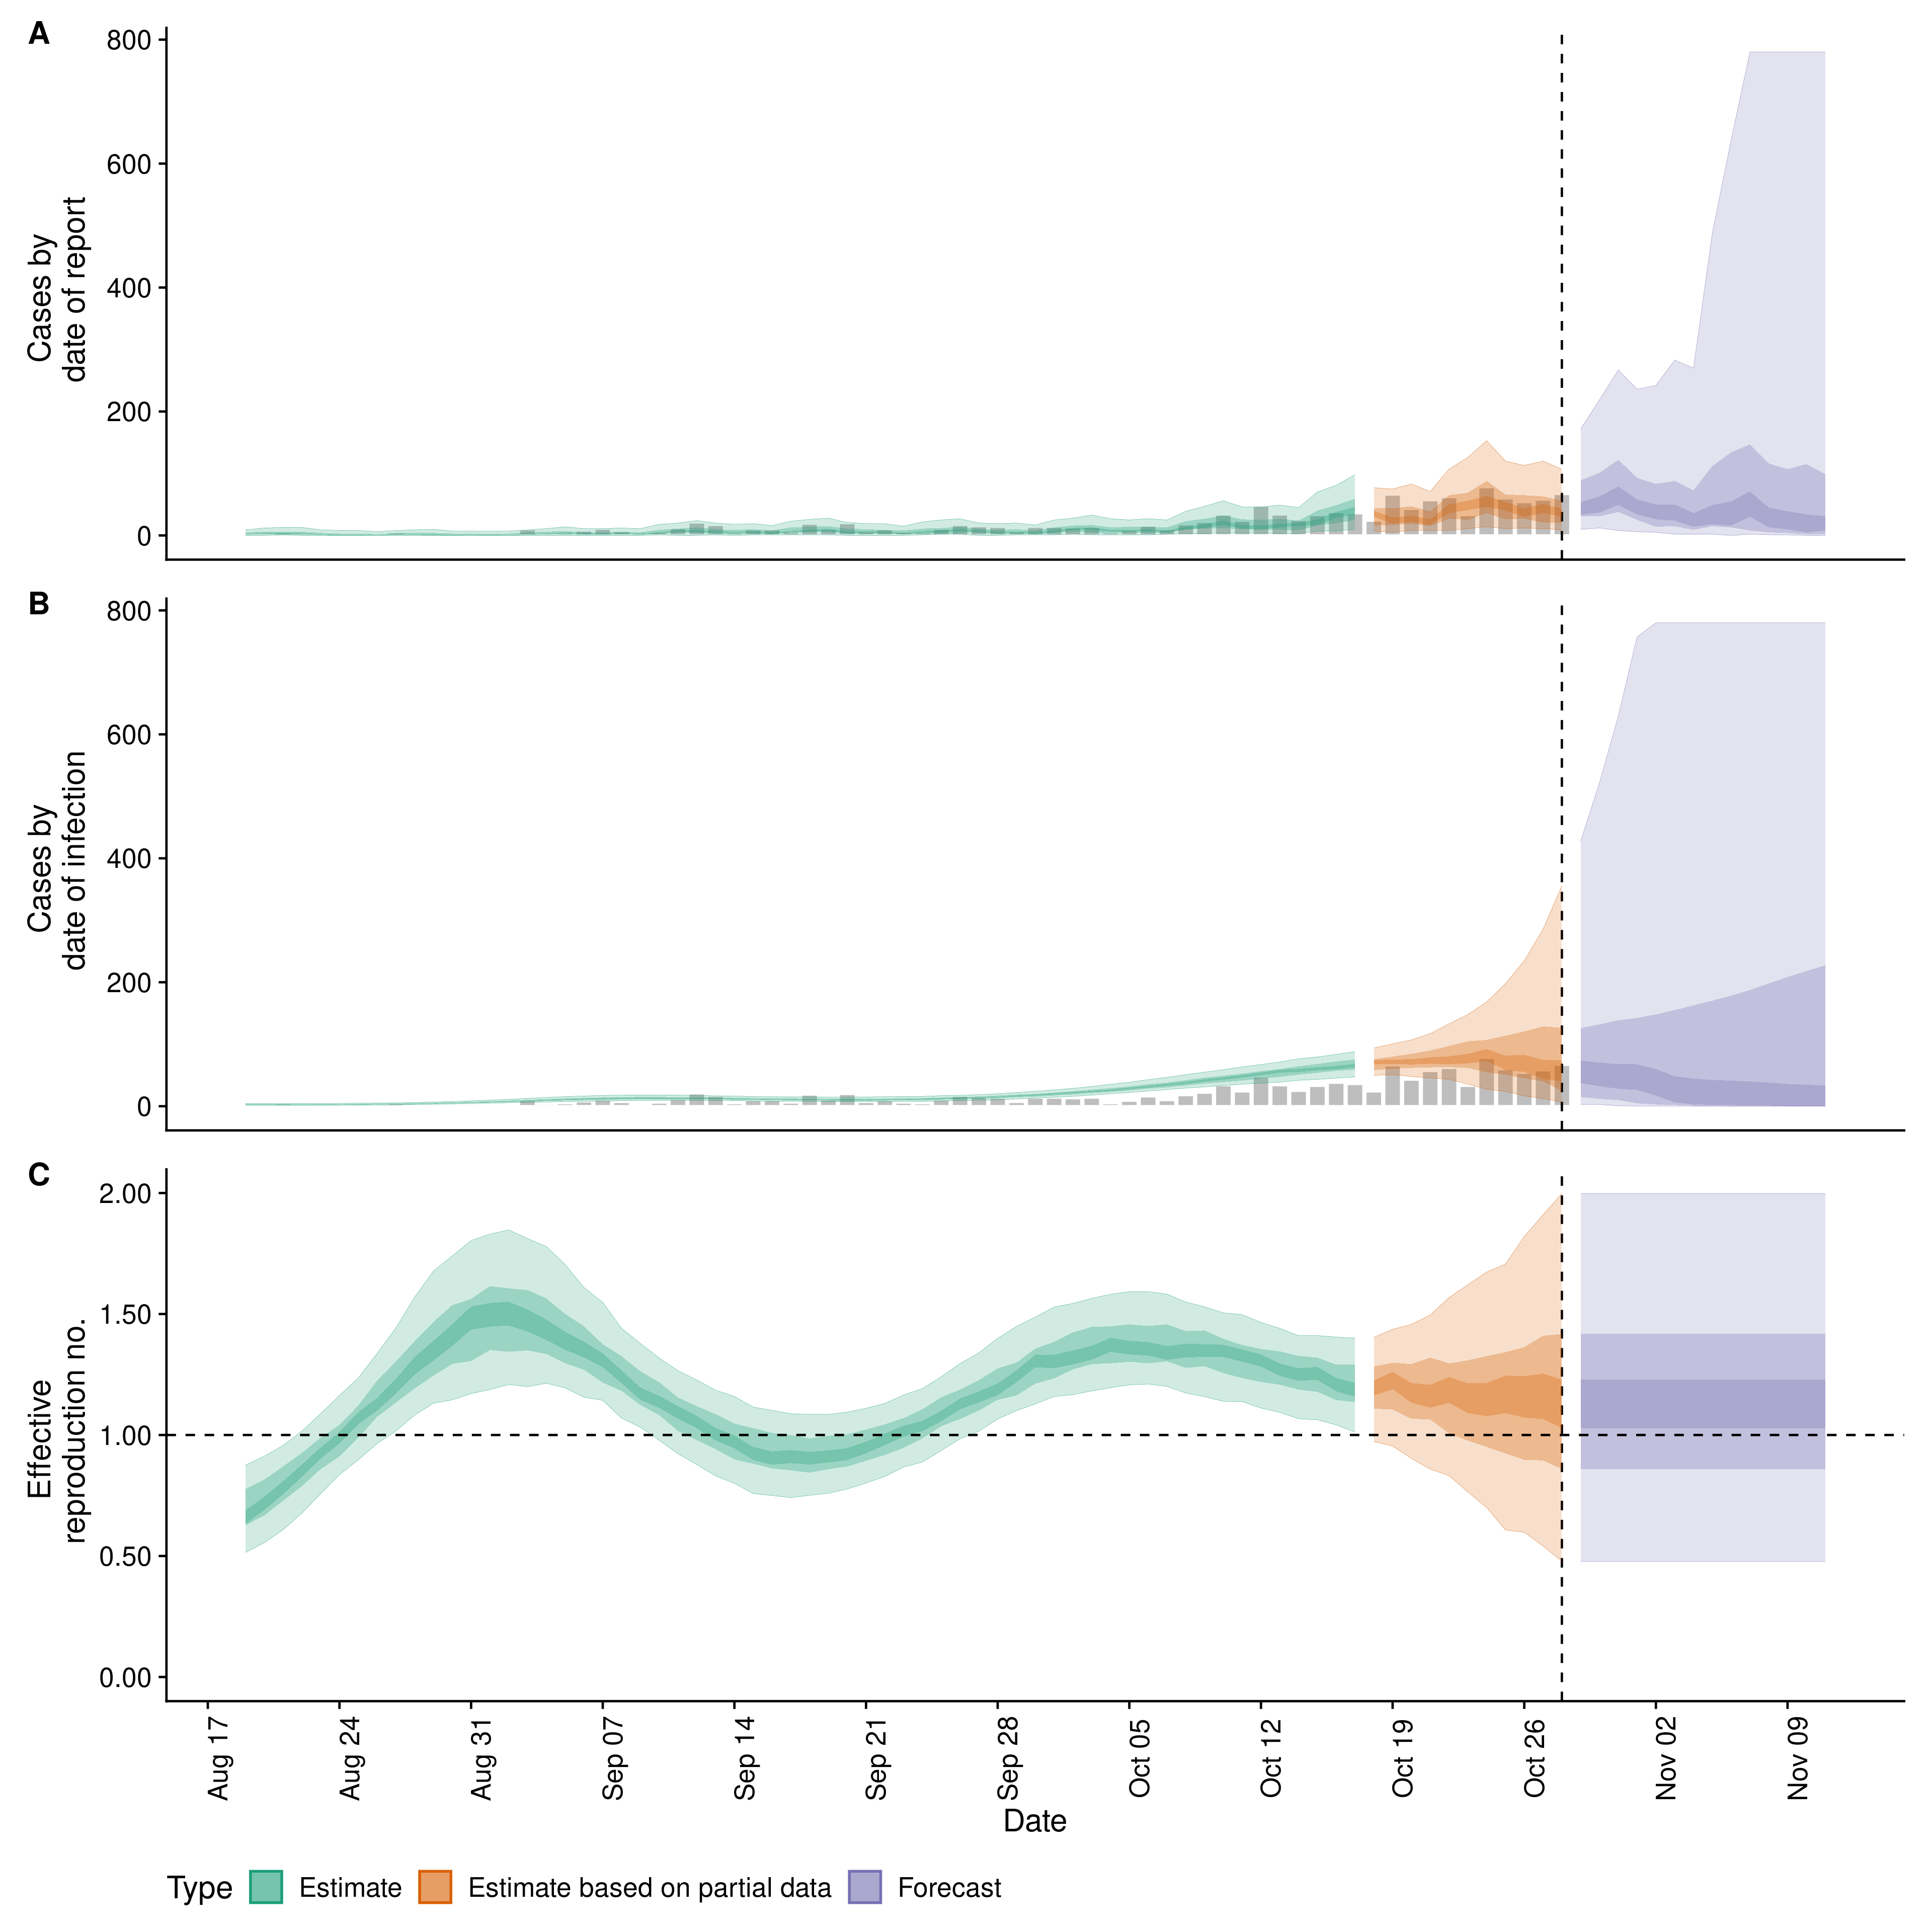 A
800
600
400
200
0
Cases by
date of report
B
800
600
400
200
0
Cases by
date of infection
C
2.00
1.50
1.00
0.50
0.00
Effective
reproduction no.
Aug 17
Aug 24
Aug 31
Sep 07
Sep 14
Sep 21
Sep 28
Oct 05
Oct 12
Oct 19
Oct 26
Nov 02
Nov 09
Date
Type Estimate Estimate based on partial data Forecast